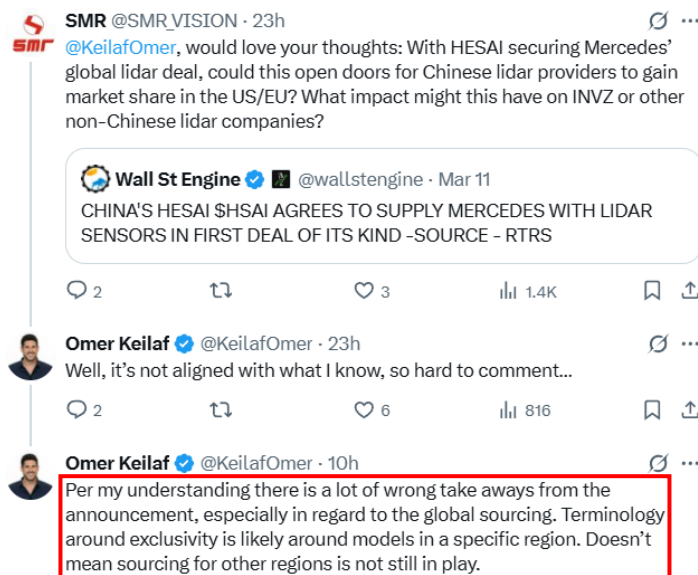 SMR @SMR_VISION · 23h
smr
@KeilafOmer, would love your thoughts: With HESAI securing Mercedes’
global lidar deal, could this open doors for Chinese lidar providers to gain
market share in the US/EU? What impact might this have on INVZ or other
non-Chinese lidar companies?
Wall St Engine @wallstengine · Mar 11
CHINA'S HESAI $HSAI AGREES TO SUPPLY MERCEDES WITH LIDAR
SENSORS IN FIRST DEAL OF ITS KIND -SOURCE - RTRS
2 3 1.4K
Omer Keilaf @KeilafOmer · 23h
Well, it’s not aligned with what I know, so hard to comment...
2 6 816
Omer Keilaf @KeilafOmer · 10h
Per my understanding there is a lot of wrong take aways from the
announcement, especially in regard to the global sourcing. Terminology
around exclusivity is likely around models in a specific region. Doesn’t
mean sourcing for other regions is not still in play.